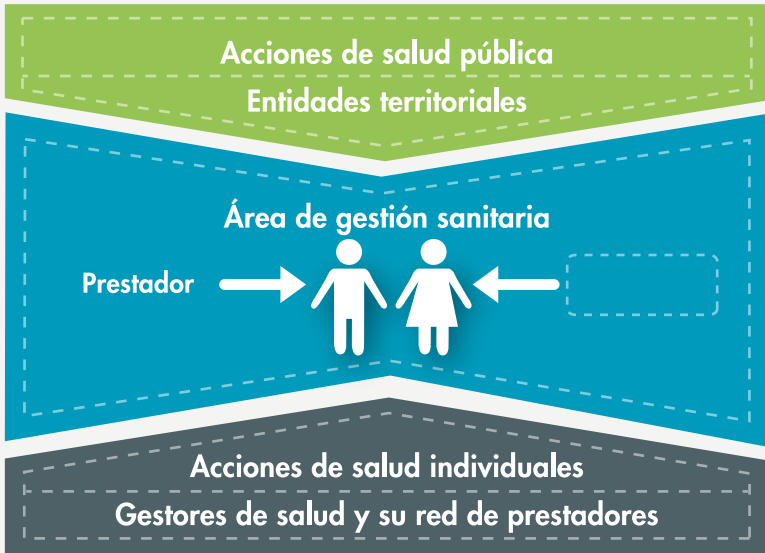 Acciones de salud pública
Entidades territoriales
Área de gestión sanitaria
Prestador
Acciones de salud individuales
Gestores de salud y su red de prestadores